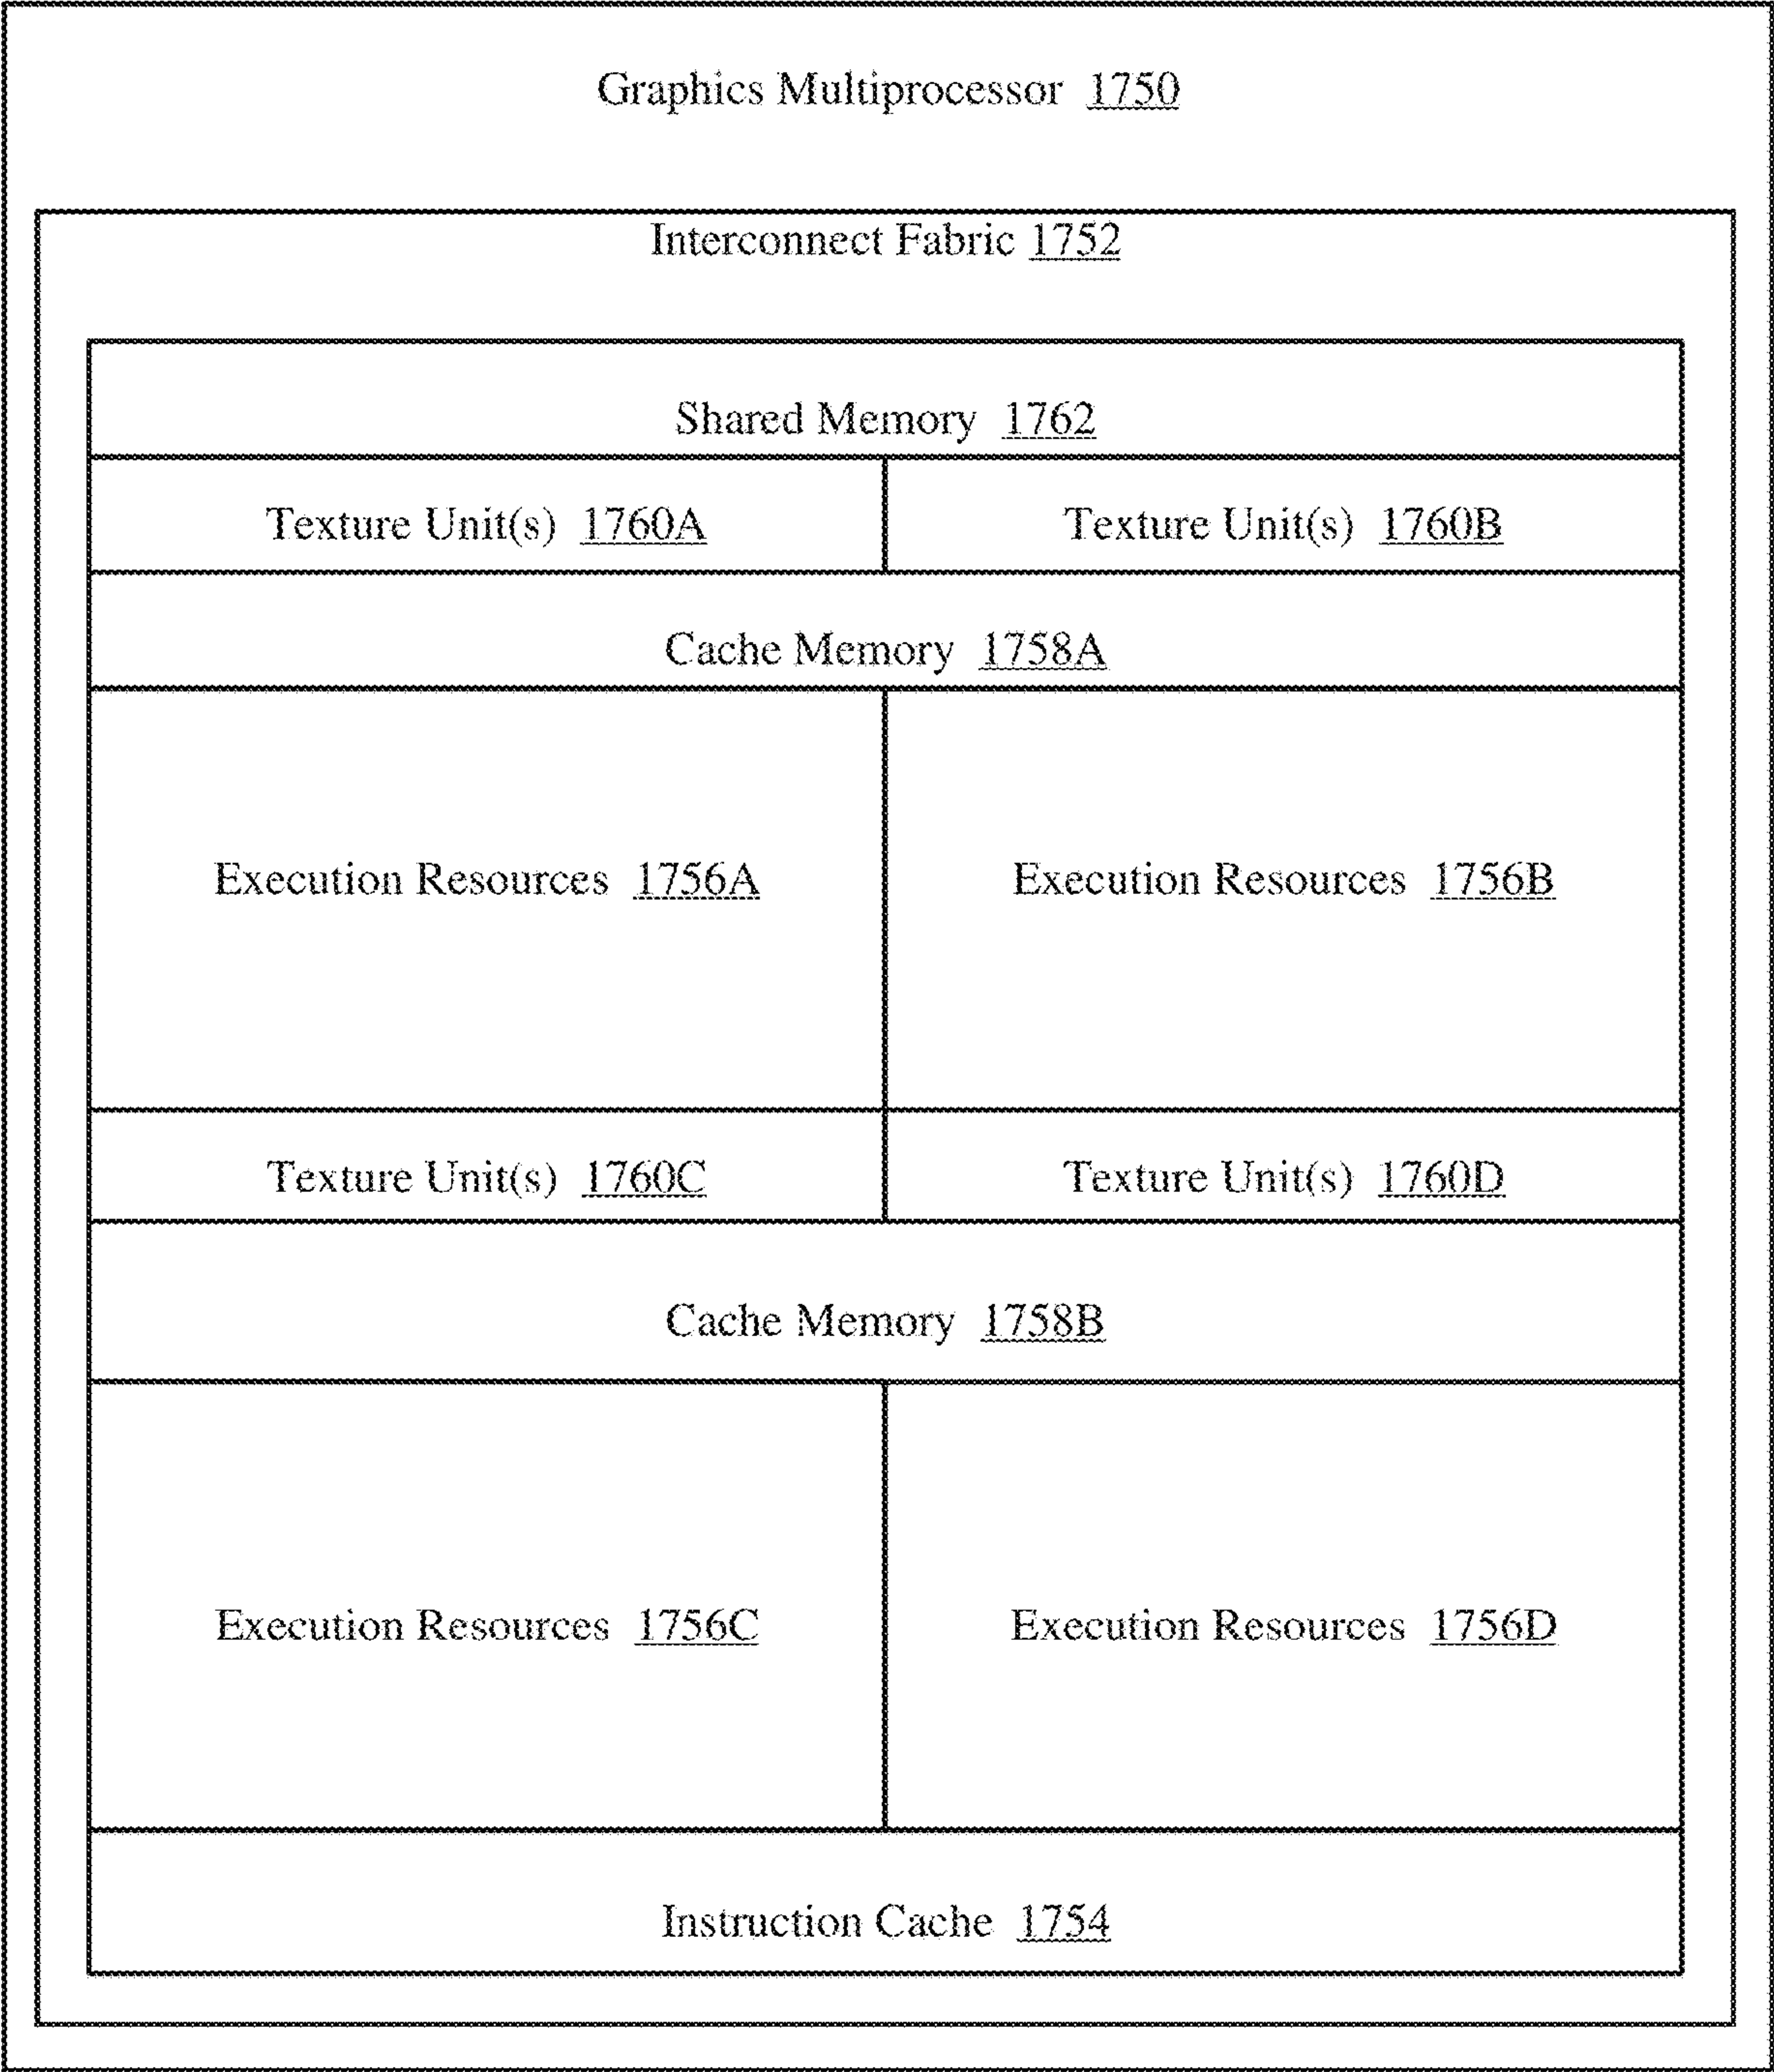 Graphics Multiprocessor 1750
Interconnect Fabric 1752
Shared Memory 1762
Texture Unit(s) 1760A
Texture Unit(s) 1760B
Cache Memory 1758A
Execution Resources 1756A
Execution Resources 1756B
Texture Unit(s) 1760C
Texture Unit(s) 1760D
Cache Memory 1758B
Execution Resources 1756C
Execution Resources 1756D
Instruction Cache 1754